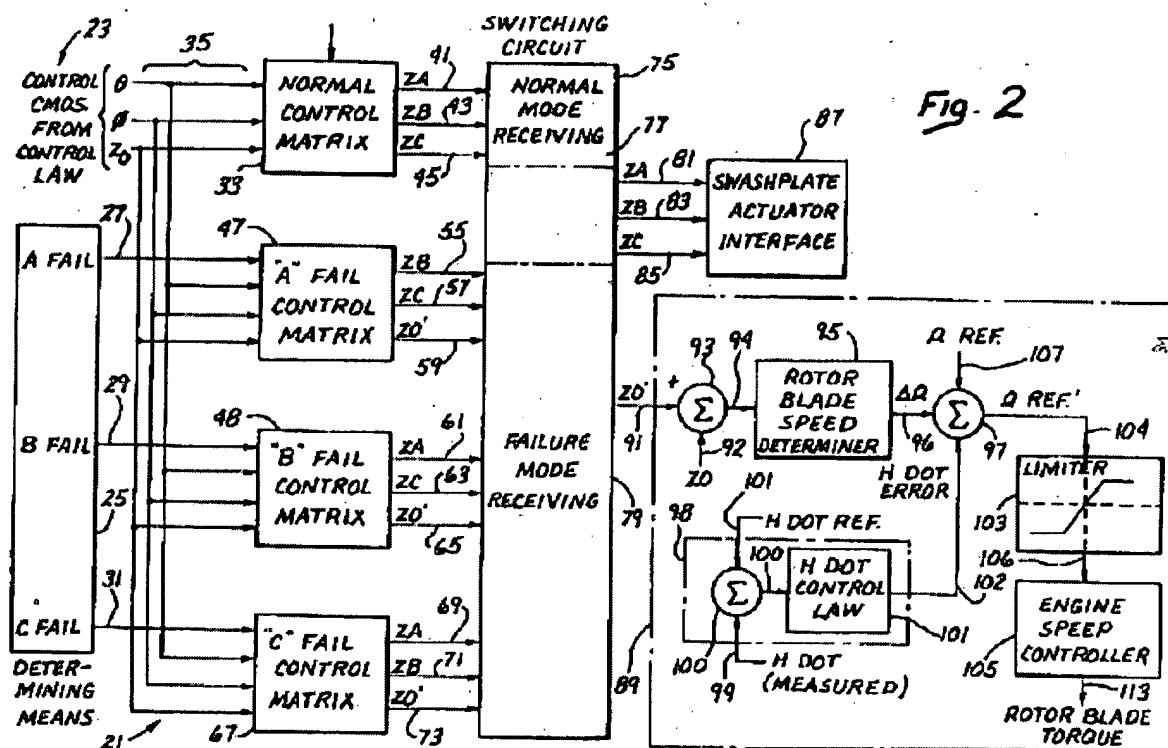 SWITCHING
CIRCUIT
Fig. 2
23
35
CONTROL
CMDS.
FROM
CONTROL
LAW
θ
ø
Z0
NORMAL
CONTROL
MATRIX
33
ZA
41
ZB
43
ZC
45
NORMAL
MODE
RECEIVING
75
77
ZA
81
ZB
83
ZC
85
87
SWASHPLATE
ACTUATOR
INTERFACE
27
A FAIL
29
B FAIL
25
31
C FAIL
DETER-
MINING
MEANS
21
47
"A" FAIL
CONTROL
MATRIX
ZB
55
ZC
57
ZO'
59
48
"B" FAIL
CONTROL
MATRIX
ZA
61
ZC
63
ZO'
65
"C" FAIL
CONTROL
MATRIX
67
ZA
69
ZB
71
ZO'
73
FAILURE
MODE
RECEIVING
79
89
ZO'
91
+
93
Σ
92
ZO
94
95
ROTOR
BLADE
SPEED
DETERMINER
ΔΩ
96
Ω REF.
107
Σ
97
Ω REF.'
104
H DOT
ERROR
LIMITER
103
106
98
101
H DOT REF.
Σ
100
100
H DOT
CONTROL
LAW
101
102
99
H DOT
(MEASURED)
ENGINE
SPEED
CONTROLLER
105
113
ROTOR BLADE
TORQUE